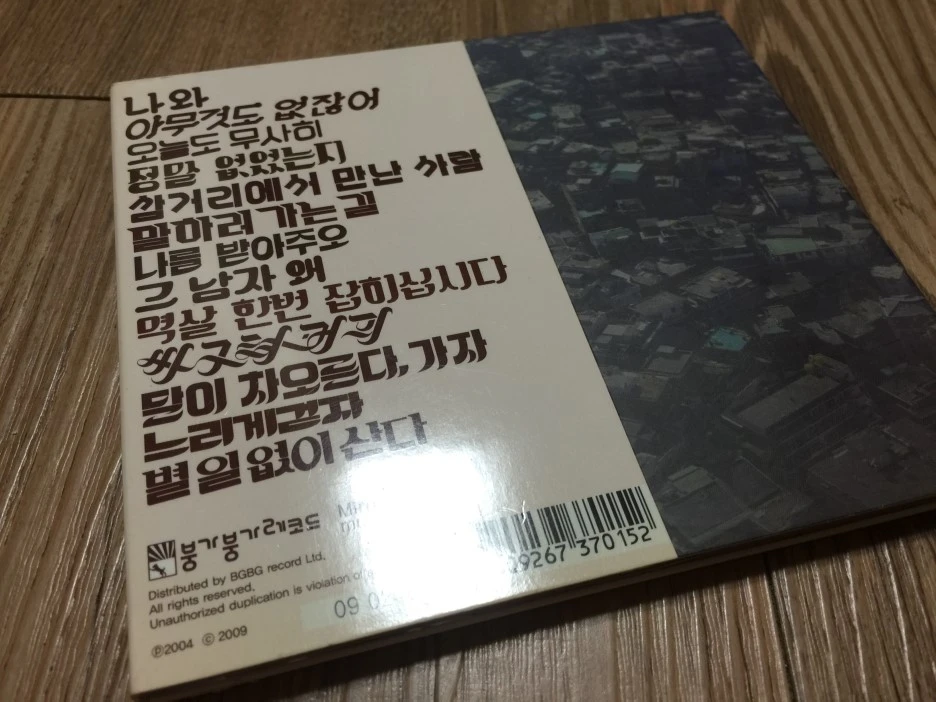 나와
아무것도 없잖어
오늘도 무사히
정말 없었는지
삼거리에서 만난 사람
말하러 가는 길
나를 받아주오
그 남자 왜
멱살 한번 잡히십시다
싸구려커피
달이 차오른다, 가자
느리게걷자
별일없이 산다
붕가붕가레코드
Distributed by BGBG record Ltd.
All rights reserved.
Unauthorized duplication is violation of
09
9267 370152
℗2004 ©2009